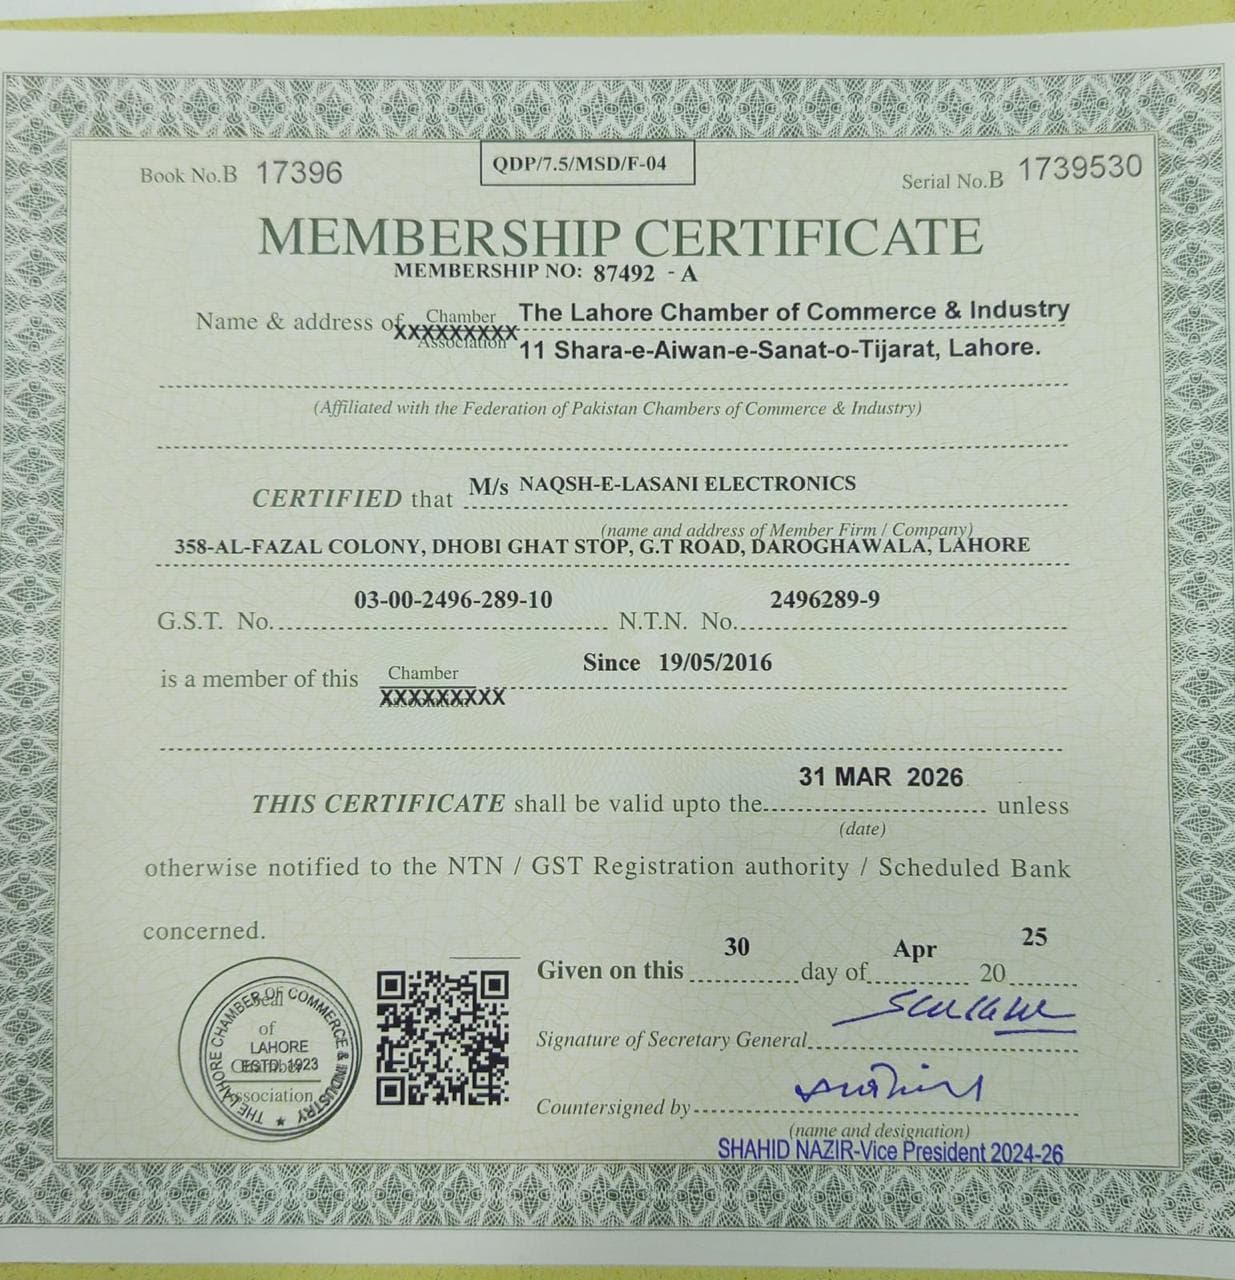 QDP/7.5/MSD/F-04
Book No.B 17396
Serial No.B 1739530
MEMBERSHIP CERTIFICATE
MEMBERSHIP NO: 87492 - A
Name & address of Chamber The Lahore Chamber of Commerce & Industry
XXXXXXXXX
Association 11 Shara-e-Aiwan-e-Sanat-o-Tijarat, Lahore.
(Affiliated with the Federation of Pakistan Chambers of Commerce & Industry)
CERTIFIED that M/s NAQSH-E-LASANI ELECTRONICS
(name and address of Member Firm / Company)
358-AL-FAZAL COLONY, DHOBI GHAT STOP, G.T ROAD, DAROGHAWALA, LAHORE
G.S.T. No. 03-00-2496-289-10 N.T.N. No. 2496289-9
is a member of this Chamber Since 19/05/2016
XXXXXXXXX
THIS CERTIFICATE shall be valid upto the 31 MAR 2026 unless
(date)
otherwise notified to the NTN / GST Registration authority / Scheduled Bank
concerned.
Given on this 30 day of Apr 20 25
Signature of Secretary General
Countersigned by
(name and designation)
SHAHID NAZIR-Vice President 2024-26
THE LAHORE CHAMBER OF COMMERCE & INDUSTRY
Seal
of
LAHORE
Chamber
ESTD. 1923
Association